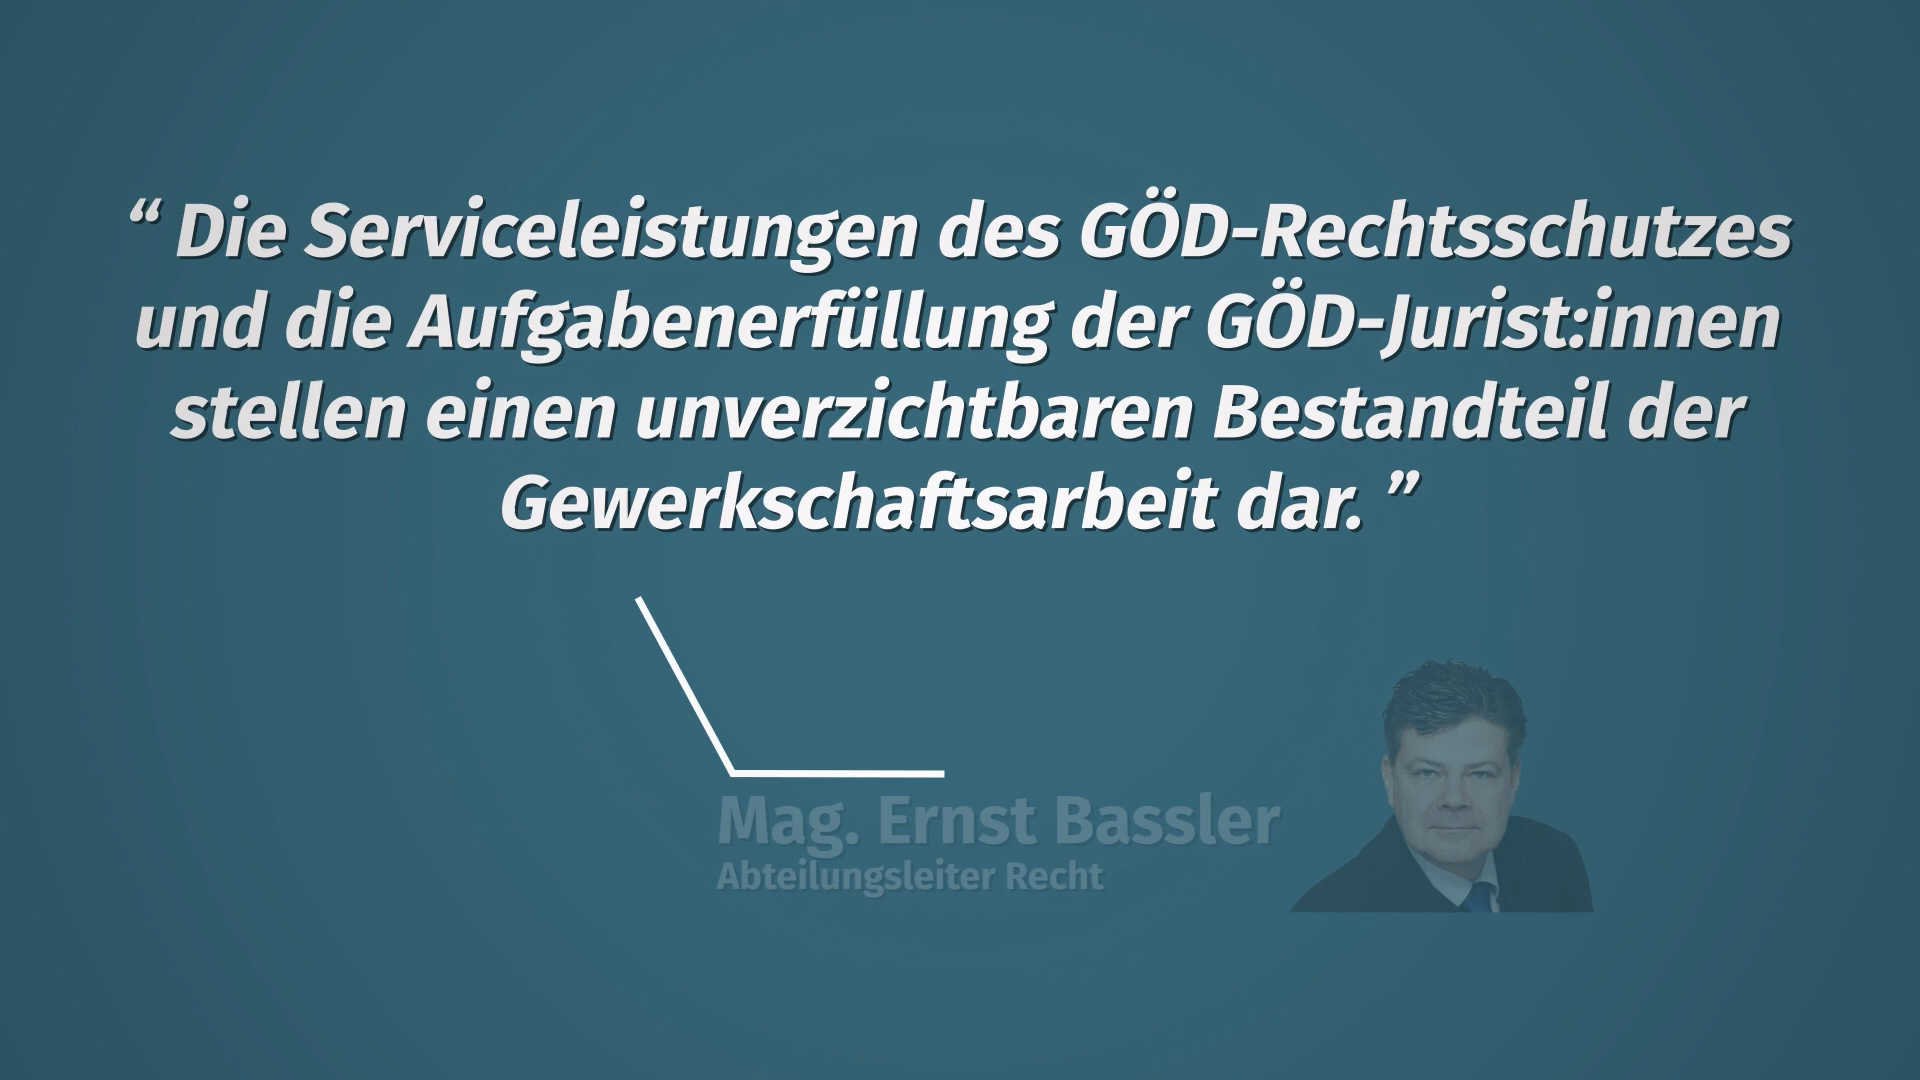 “ Die Serviceleistungen des GÖD-Rechtsschutzes
und die Aufgabenerfüllung der GÖD-Jurist:innen
stellen einen unverzichtbaren Bestandteil der
Gewerkschaftsarbeit dar. ”
Mag. Ernst Bassler
Abteilungsleiter Recht